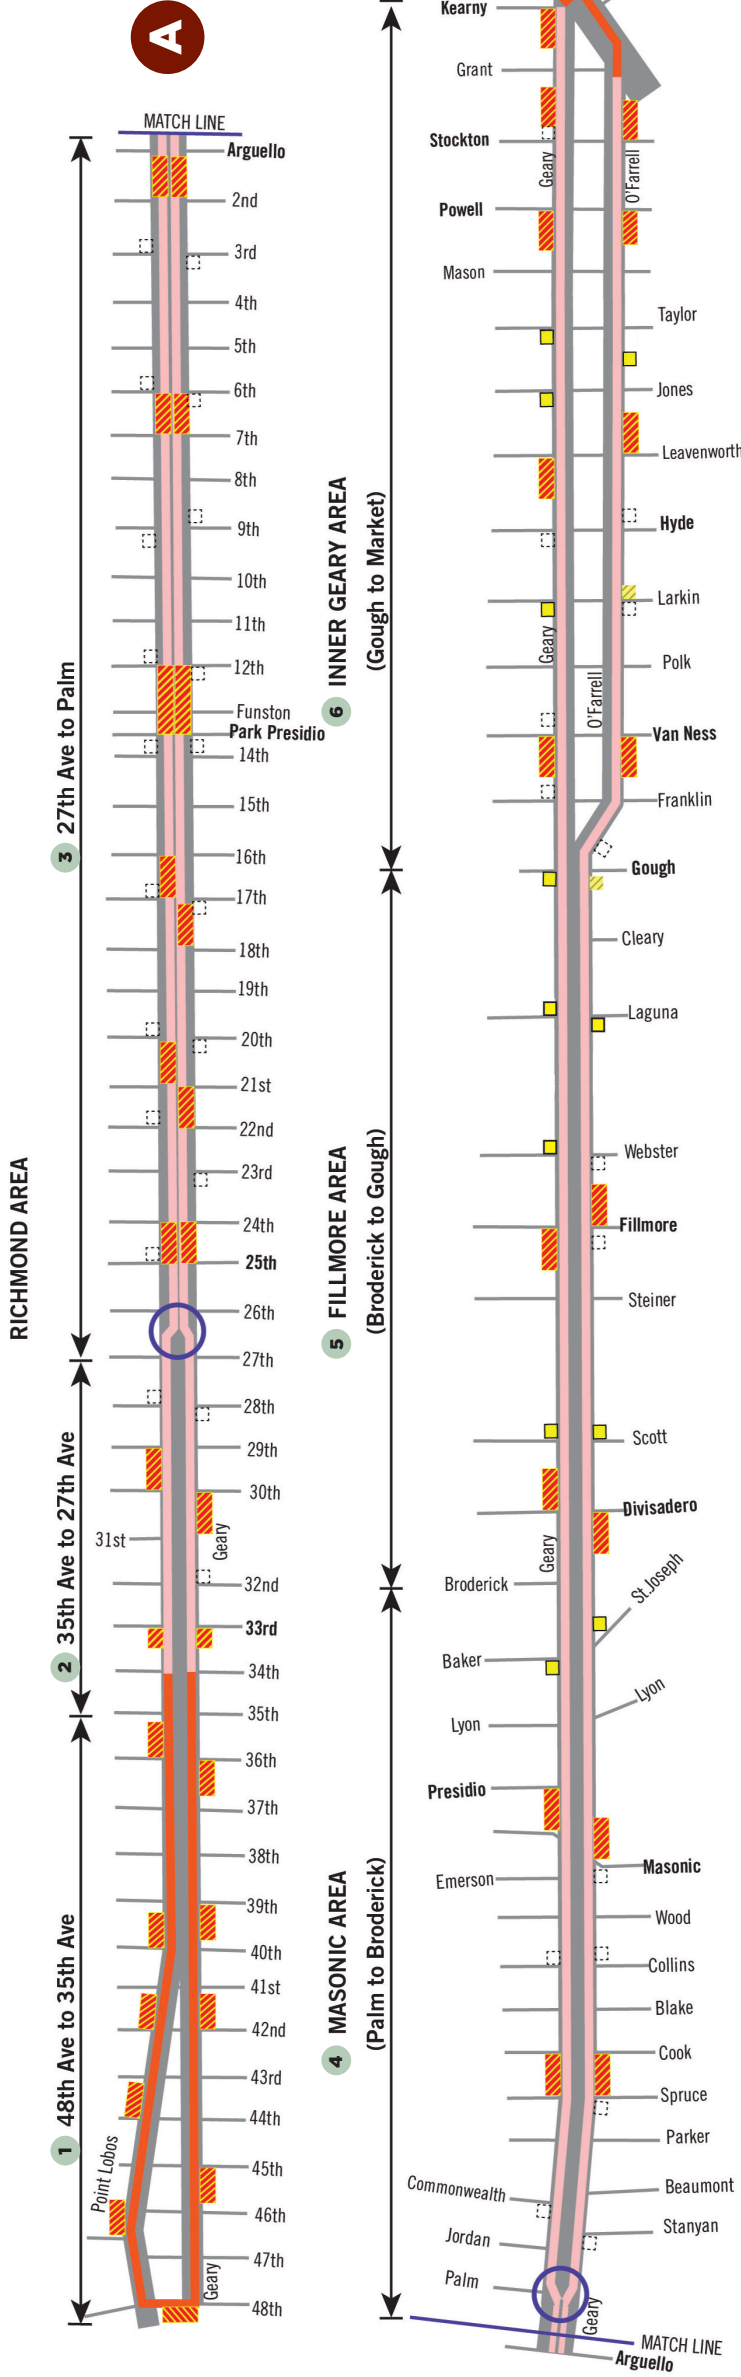 A
MATCH LINE
Arguello
2nd
3rd
4th
5th
6th
7th
8th
9th
10th
11th
12th
Funston
Park Presidio
14th
15th
16th
17th
18th
19th
20th
21st
22nd
23rd
24th
25th
26th
27th
28th
29th
30th
31st
Geary
32nd
33rd
34th
35th
36th
37th
38th
39th
40th
41st
42nd
43rd
44th
45th
Point Lobos
46th
47th
Geary
48th
RICHMOND AREA
3 27th Ave to Palm
2 35th Ave to 27th Ave
1 48th Ave to 35th Ave
6 INNER GEARY AREA
(Gough to Market)
5 FILLMORE AREA
(Broderick to Gough)
4 MASONIC AREA
(Palm to Broderick)
Kearny
Grant
Stockton
Geary
O'Farrell
Powell
Mason
Taylor
Jones
Leavenworth
Hyde
Larkin
Geary
Polk
O'Farrell
Van Ness
Franklin
Gough
Cleary
Laguna
Webster
Fillmore
Steiner
Scott
Divisadero
Geary
Broderick
St.Joseph
Baker
Lyon
Lyon
Presidio
Masonic
Emerson
Wood
Collins
Blake
Cook
Spruce
Parker
Commonwealth
Beaumont
Jordan
Stanyan
Palm
Geary
MATCH LINE
Arguello